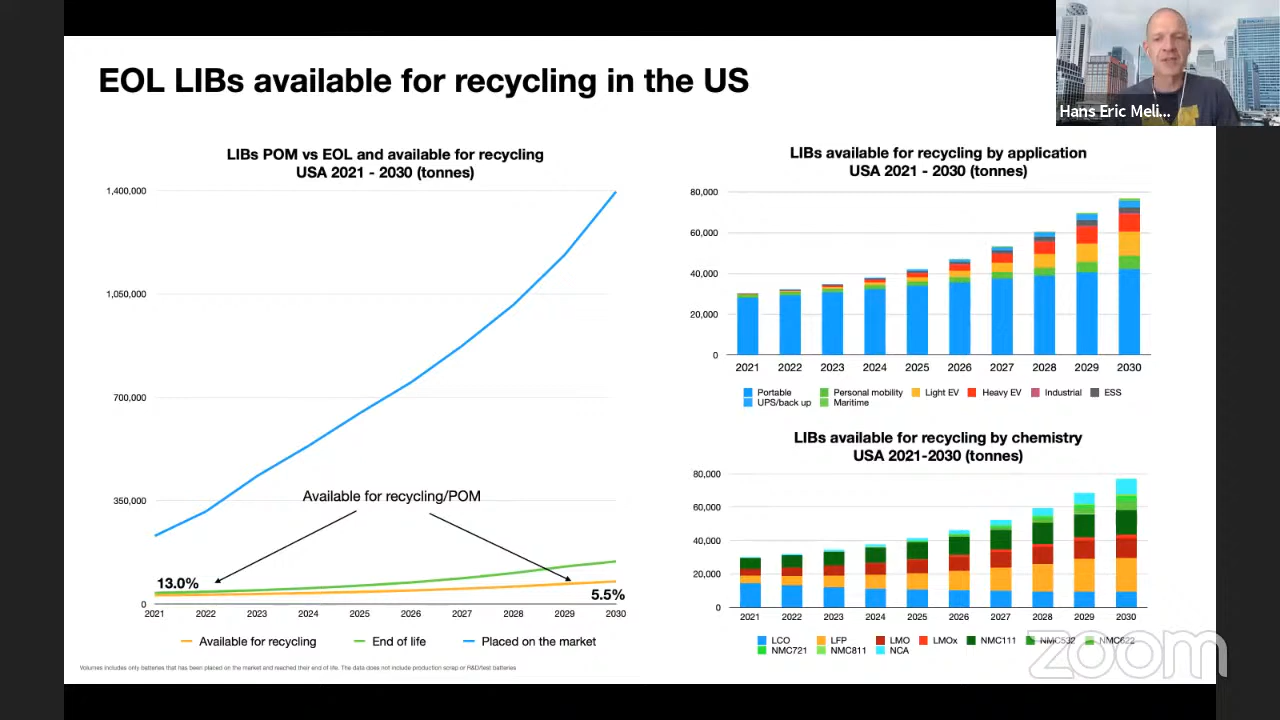 EOL LIBs available for recycling in the US
Hans Eric Meli...
LIBs POM vs EOL and available for recycling
USA 2021 - 2030 (tonnes)
1,400,000
1,050,000
700,000
350,000
0
Available for recycling/POM
13.0%
5.5%
2021 2022 2023 2024 2025 2026 2027 2028 2029 2030
Available for recycling End of life Placed on the market
Volumes includes only batteries that has been placed on the market and reached their end of life. The data does not include production scrap or R&D/test batteries
LIBs available for recycling by application
USA 2021 - 2030 (tonnes)
80,000
60,000
40,000
20,000
0
2021 2022 2023 2024 2025 2026 2027 2028 2029 2030
Portable Personal mobility Light EV Heavy EV Industrial ESS
UPS/back up Maritime
LIBs available for recycling by chemistry
USA 2021-2030 (tonnes)
80,000
60,000
40,000
20,000
0
2021 2022 2023 2024 2025 2026 2027 2028 2029 2030
LCO LFP LMO LMOx NMC111 NMC532 NMC622
NMC721 NMC811 NCA
zoom